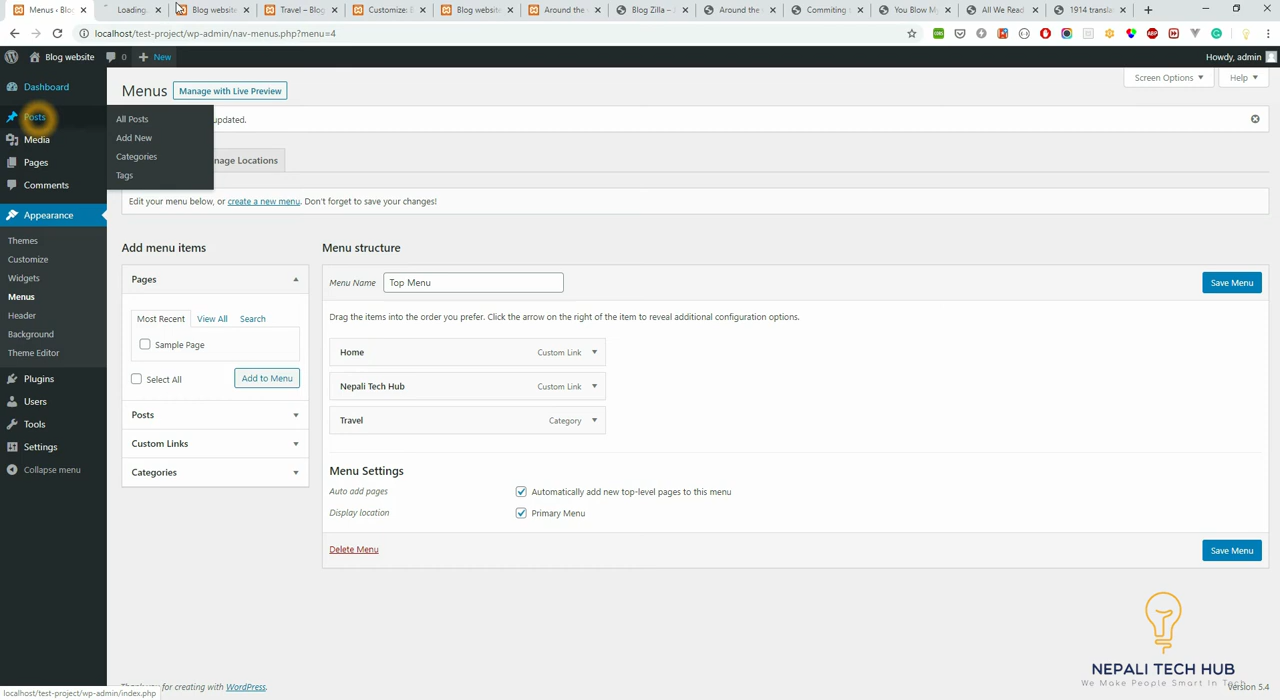 Menus ‹ Blog
Loading.
Blog website
Travel – Blog
Customize: B
Blog website
Around the
Blog Zilla –
Around the
Commiting s
You Blow My
All We Read
1914 transla
localhost/test-project/wp-admin/nav-menus.php?menu=4
Blog website
0
New
Howdy, admin
Dashboard
Posts
Media
Pages
Comments
Appearance
Themes
Customize
Widgets
Menus
Header
Background
Theme Editor
Plugins
Users
Tools
Settings
Collapse menu
All Posts
Add New
Categories
Tags
Menus
Manage with Live Preview
Screen Options
Help
updated.
nage Locations
Edit your menu below, or create a new menu. Don't forget to save your changes!
Add menu items
Pages
Most Recent
View All
Search
Sample Page
Select All
Add to Menu
Posts
Custom Links
Categories
Menu structure
Menu Name
Top Menu
Save Menu
Drag the items into the order you prefer. Click the arrow on the right of the item to reveal additional configuration options.
Home Custom Link
Nepali Tech Hub Custom Link
Travel Category
Menu Settings
Auto add pages
Automatically add new top-level pages to this menu
Display location
Primary Menu
Delete Menu
Save Menu
NEPALI TECH HUB
We Make People Smart In Tech
Version 5.4
for creating with WordPress.
localhost/test-project/wp-admin/index.php